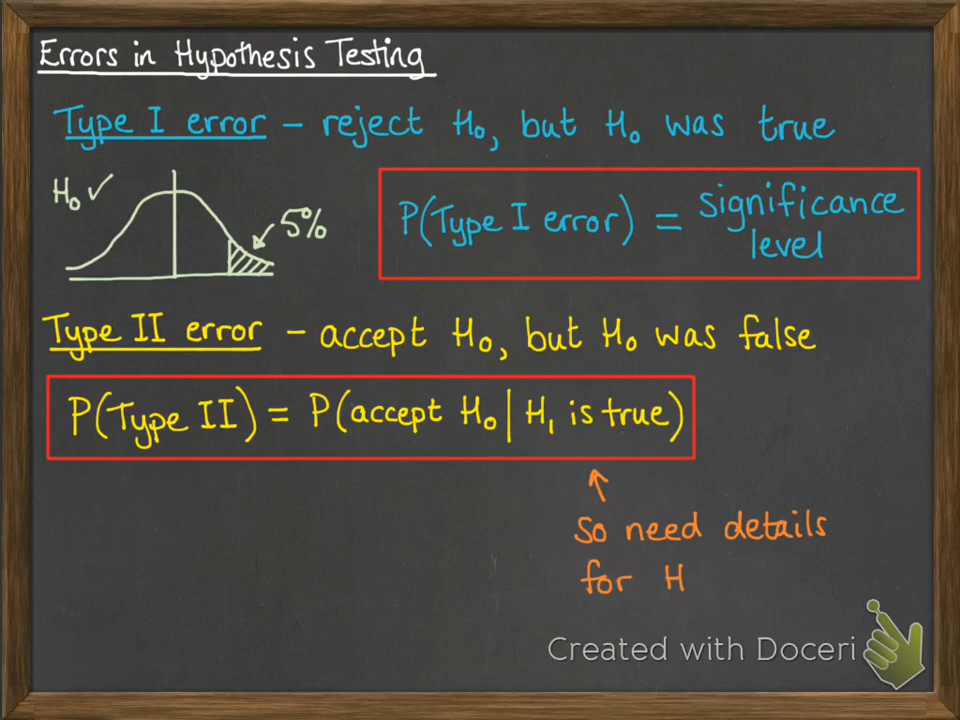 Errors in Hypothesis Testing
Type I error – reject H₀, but H₀ was true
H₀ ✓
5%
P(Type I error) = significance level
Type II error – accept H₀, but H₀ was false
P(Type II) = P(accept H₀ | H₁ is true)
↑
So need details
for H
Created with Doceri